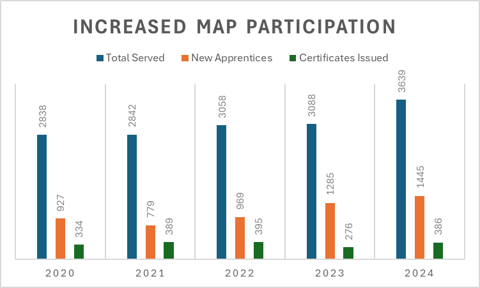 INCREASED MAP PARTICIPATION
Total Served New Apprentices Certificates Issued
2838 927 334 2842 779 389 3058 969 395 3088 1285 276 3639 1445 386
2020 2021 2022 2023 2024